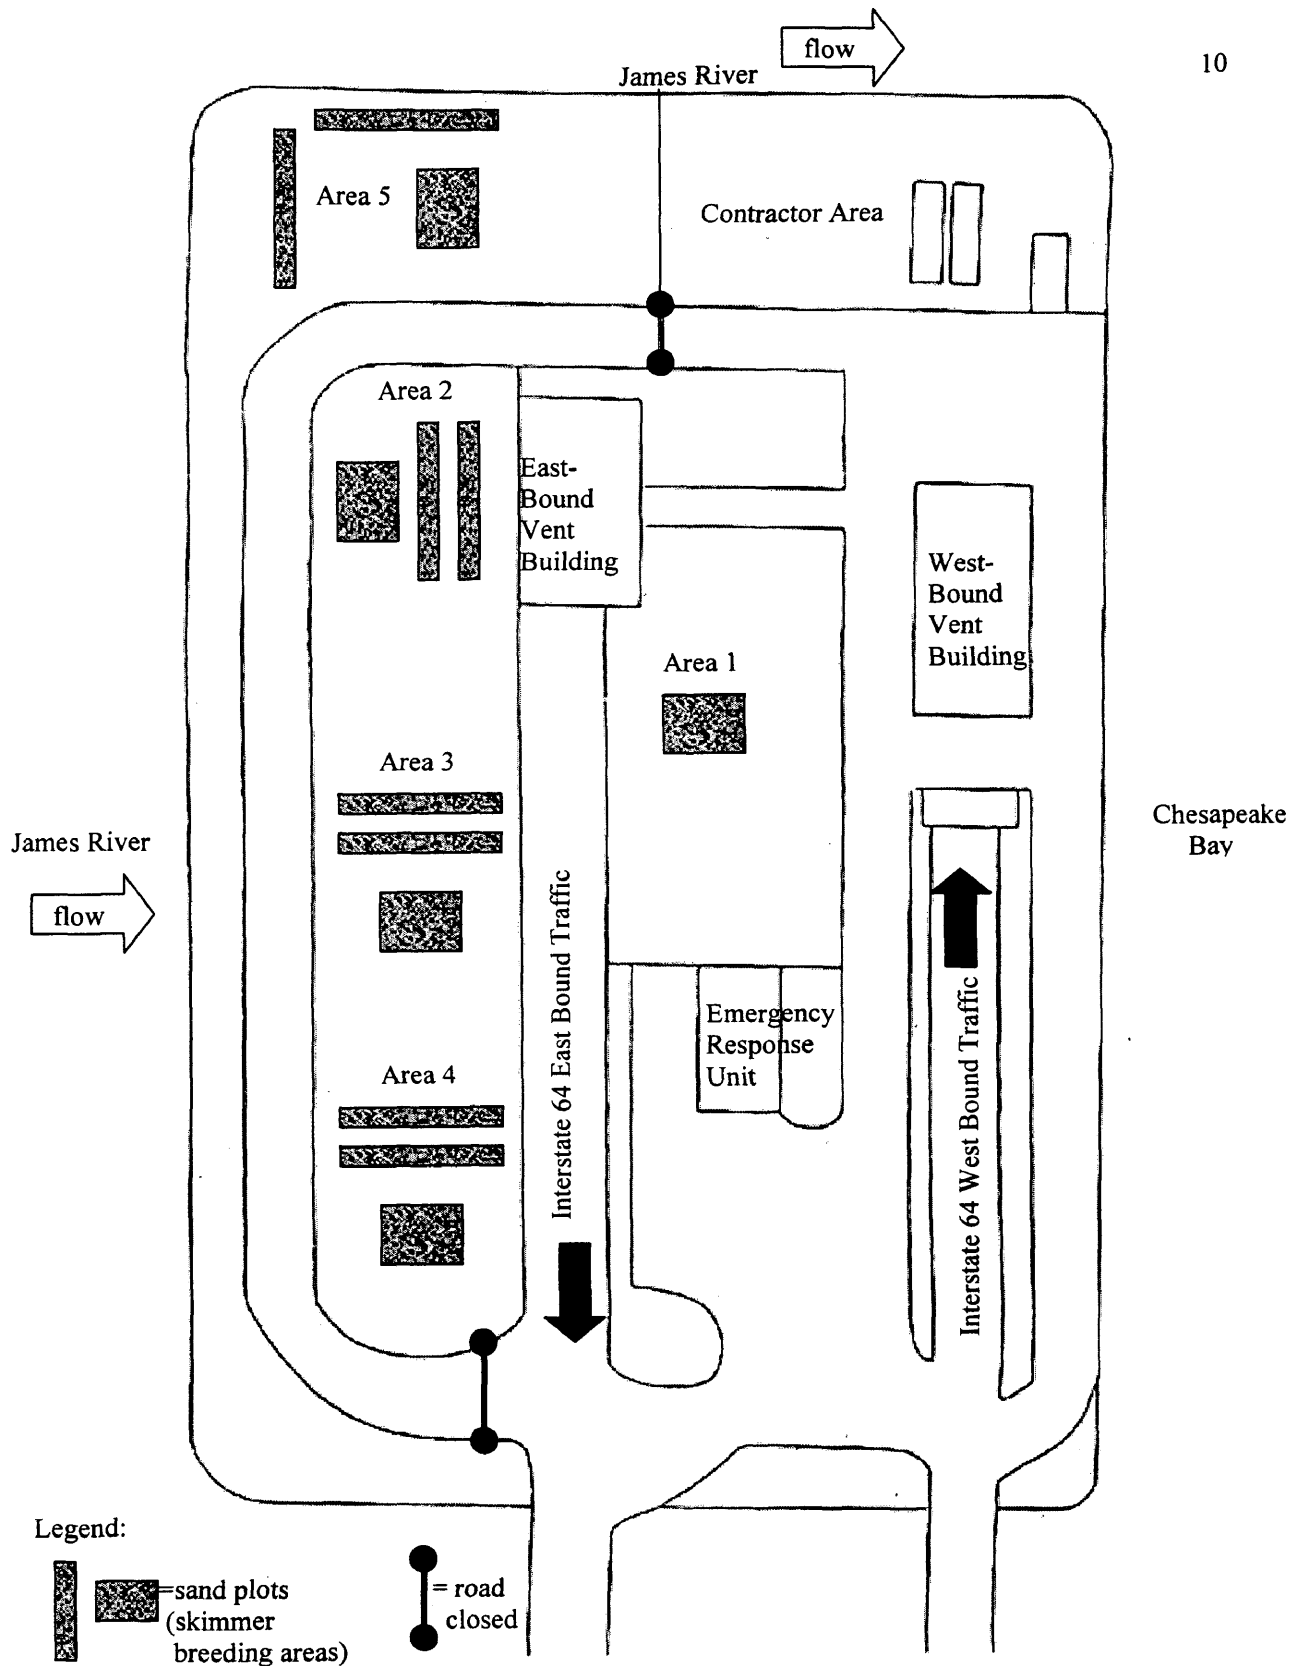 flow
10
James River
Area 5
Contractor Area
Area 2
East-
Bound
Vent
Building
West-
Bound
Vent
Building
Area 1
Area 3
James River
flow
Chesapeake
Bay
Interstate 64 East Bound Traffic
Emergency
Response
Unit
Interstate 64 West Bound Traffic
Area 4
Legend:
=sand plots
(skimmer
breeding areas)
= road
closed